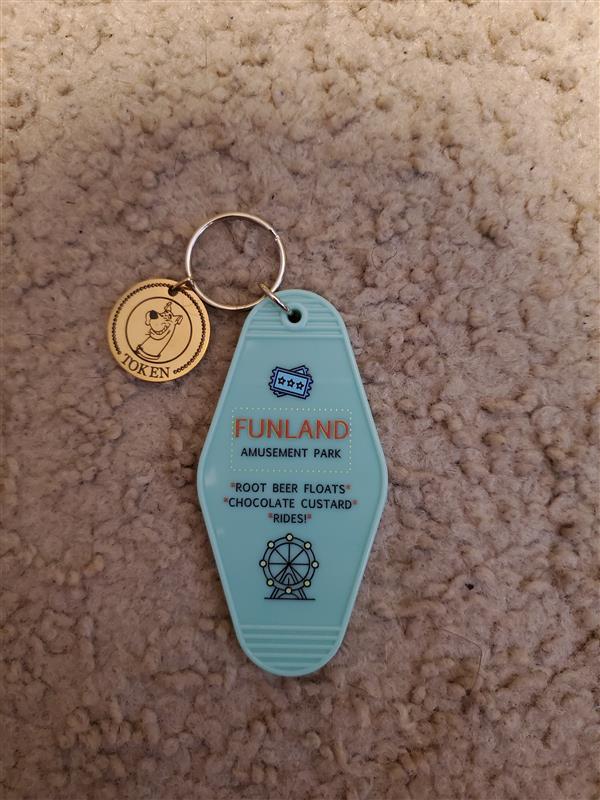 TOKEN
FUNLAND
AMUSEMENT PARK
*ROOT BEER FLOATS*
*CHOCOLATE CUSTARD*
*RIDES!*